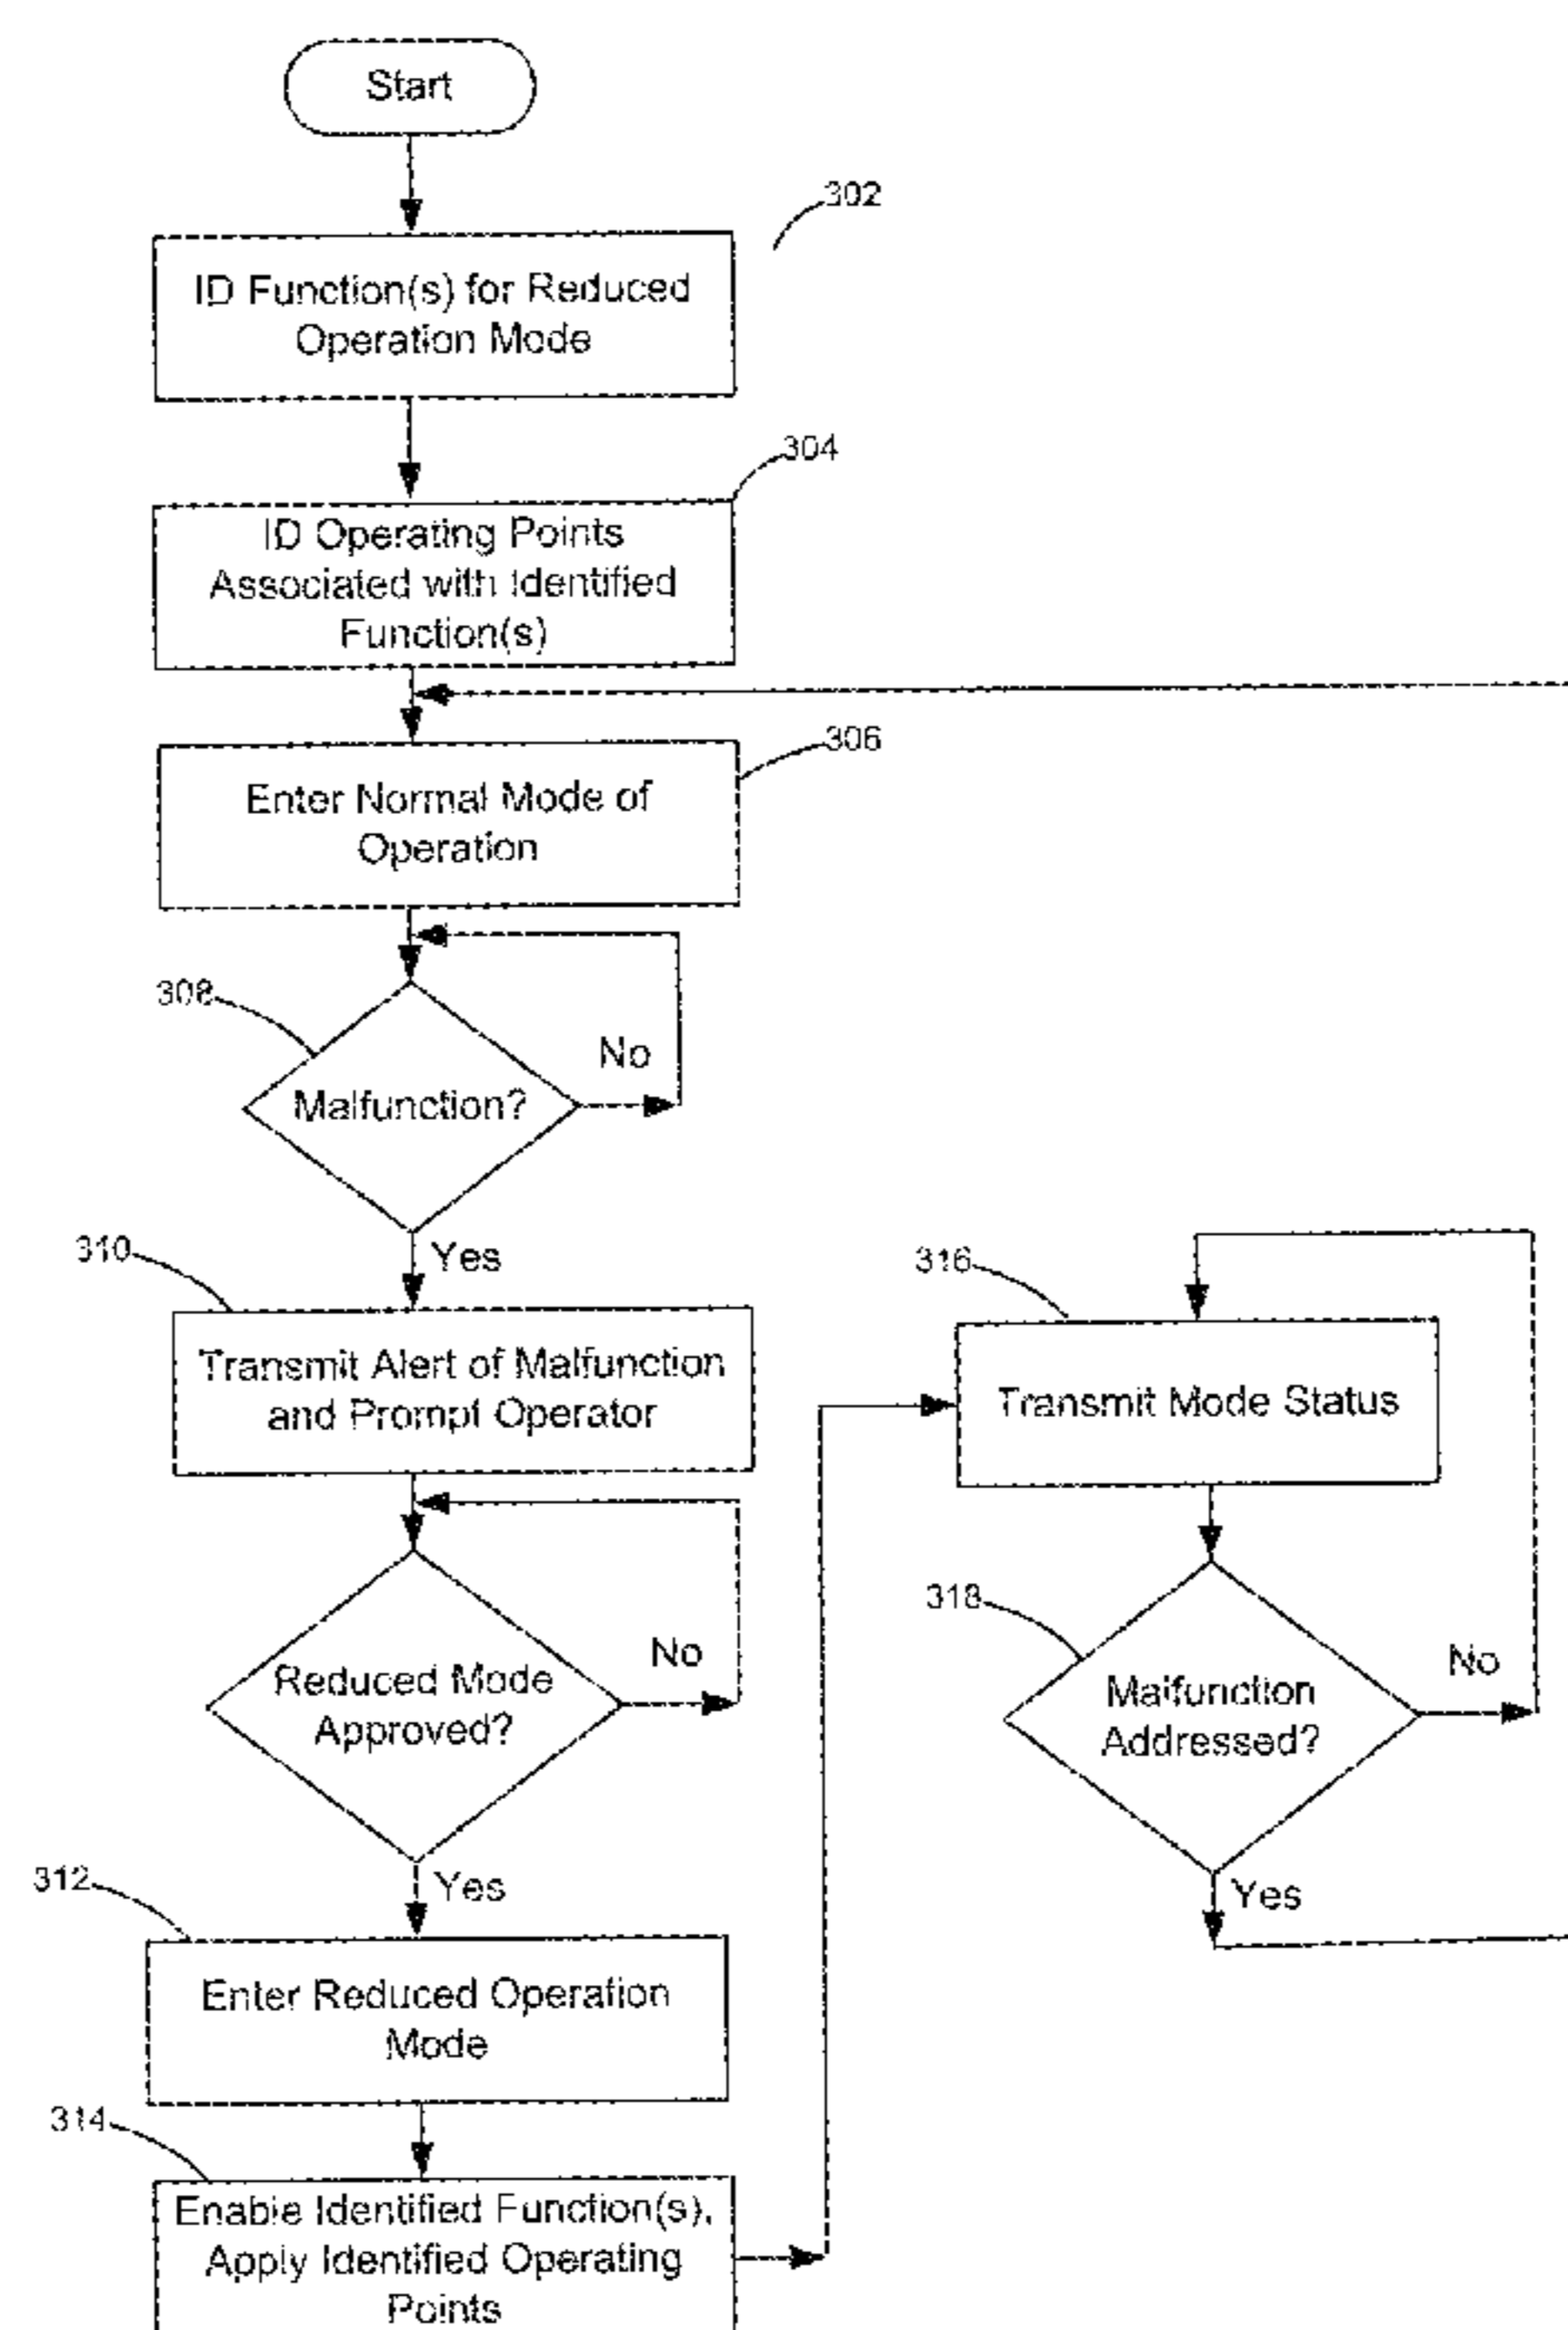 Start
302
ID Function(s) for Reduced
Operation Mode
304
ID Operating Points
Associated with Identified
Function(s)
306
Enter Normal Mode of
Operation
308
Malfunction?
No
Yes
310
Transmit Alert of Malfunction
and Prompt Operator
Reduced Mode
Approved?
No
Yes
312
Enter Reduced Operation
Mode
314
Enable Identified Function(s),
Apply Identified Operating
Points
316
Transmit Mode Status
318
Malfunction
Addressed?
No
Yes